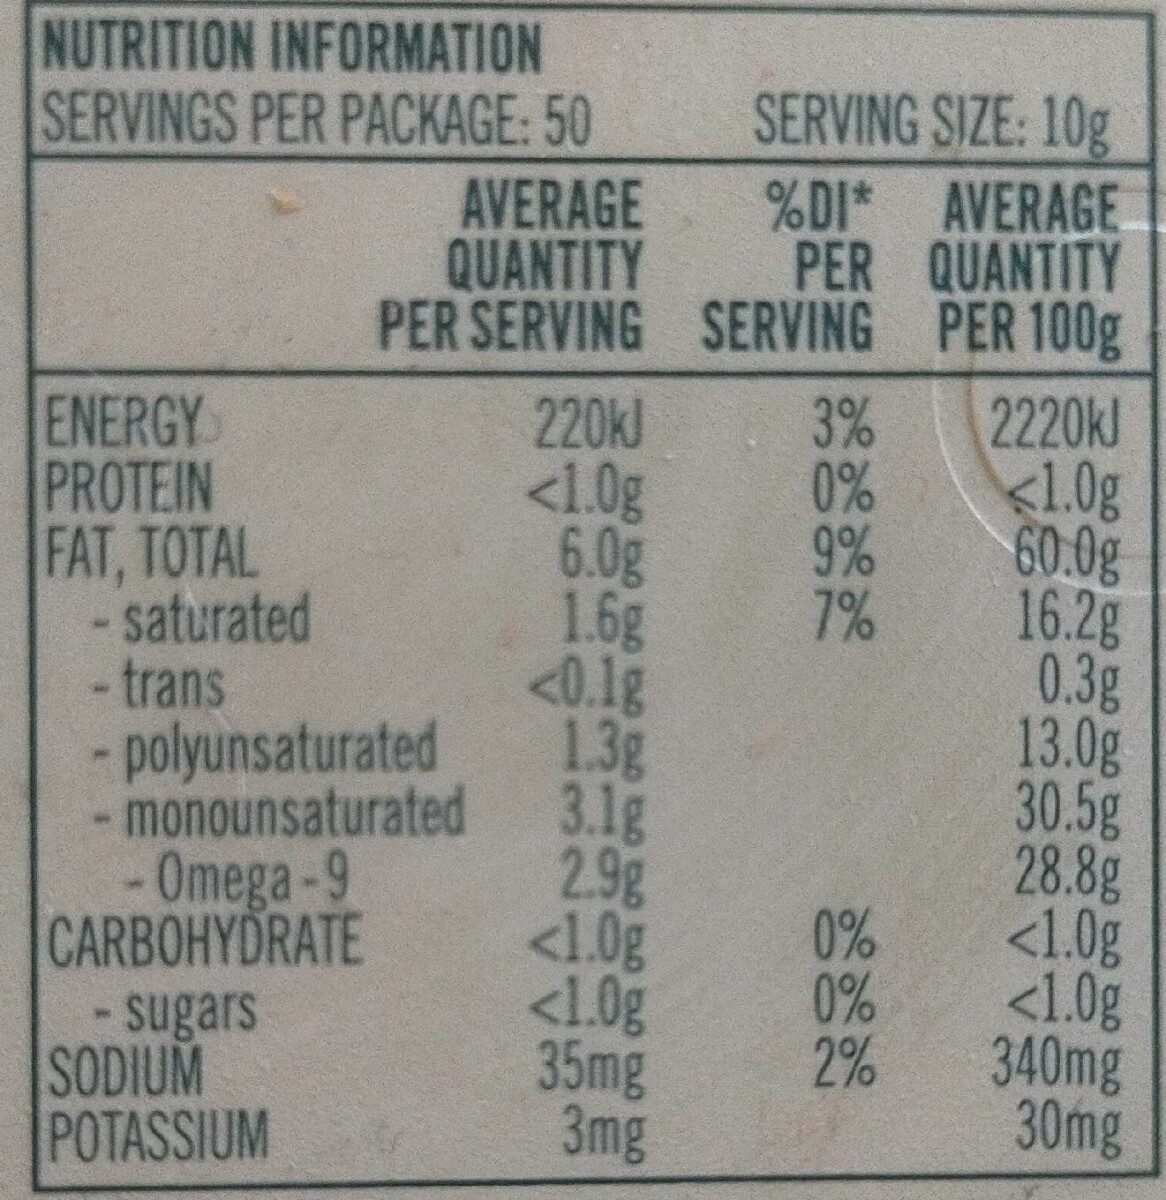 NUTRITION INFORMATION
SERVINGS PER PACKAGE: 50 SERVING SIZE: 10g
AVERAGE %DI* AVERAGE
QUANTITY PER QUANTITY
PER SERVING SERVING PER 100g
ENERGY 220kJ 3% 2220kJ
PROTEIN <1.0g 0% <1.0g
FAT, TOTAL 6.0g 9% 60.0g
- saturated 1.6g 7% 16.2g
- trans <0.1g 0.3g
- polyunsaturated 1.3g 13.0g
- monounsaturated 3.1g 30.5g
- Omega -9 2.9g 28.8g
CARBOHYDRATE <1.0g 0% <1.0g
- sugars <1.0g 0% <1.0g
SODIUM 35mg 2% 340mg
POTASSIUM 3mg 30mg